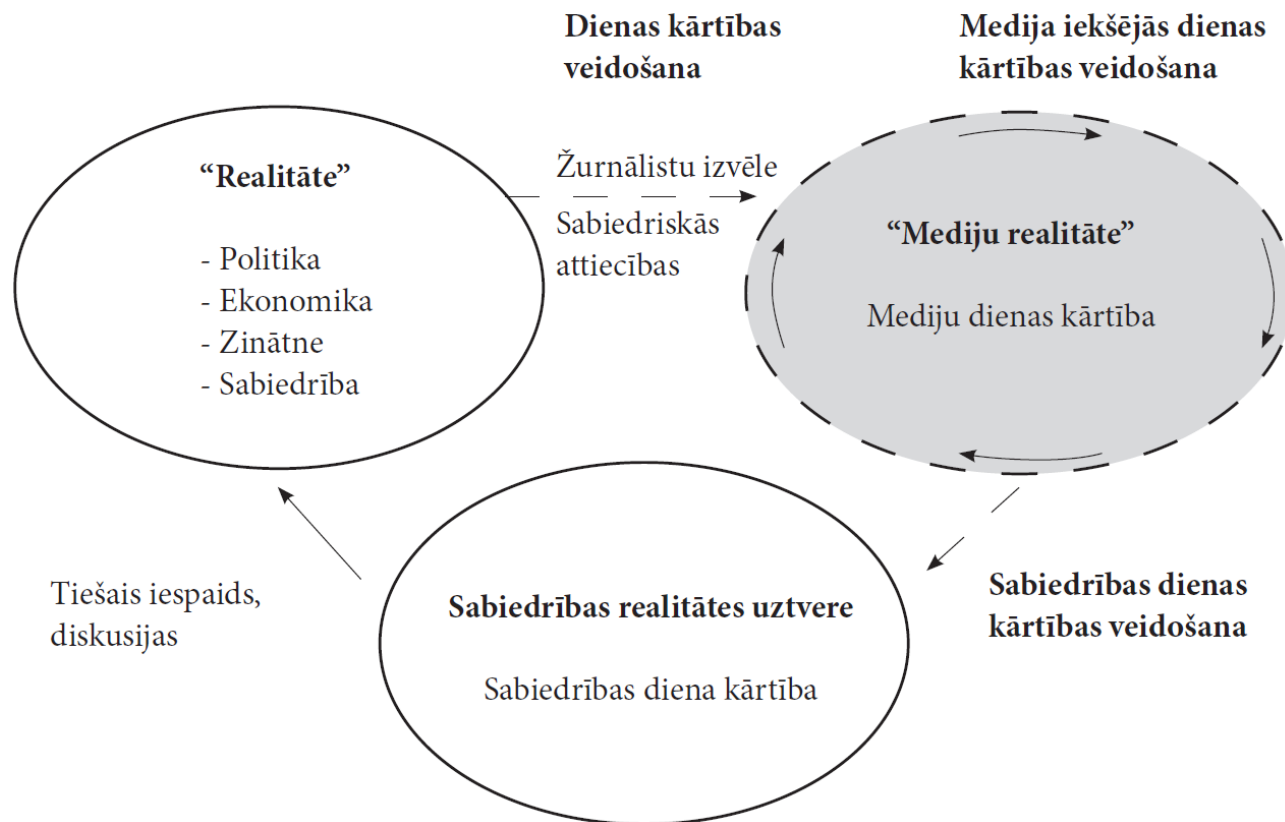 Dienas kārtības
veidošana
Medija iekšējās dienas
kārtības veidošana
“Realitāte”
- Politika
- Ekonomika
- Zinātne
- Sabiedrība
Žurnālistu izvēle
Sabiedriskās
attiecības
“Mediju realitāte”
Mediju dienas kārtība
Tiešais iespaids,
diskusijas
Sabiedrības realitātes uztvere
Sabiedrības diena kārtība
Sabiedrības dienas
kārtības veidošana